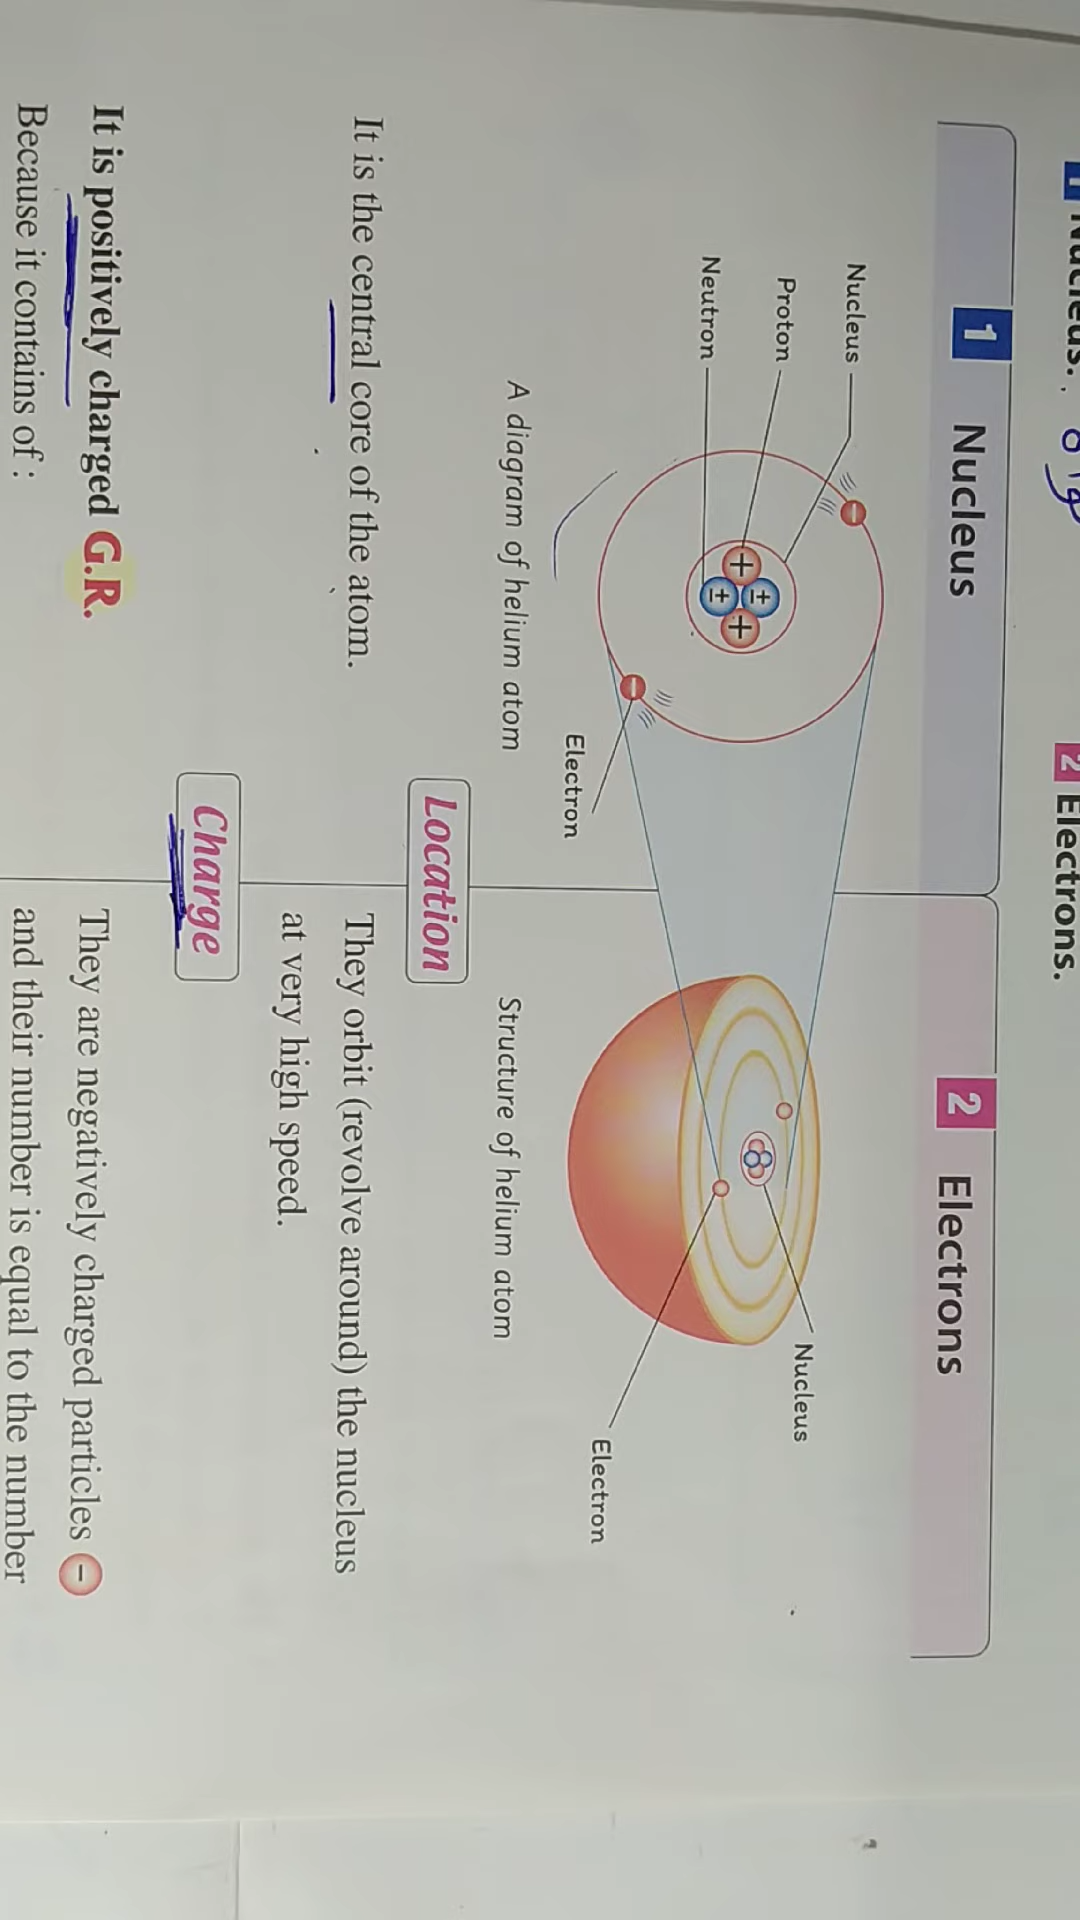 1 Nucleus.
2 Electrons.
1 Nucleus
2 Electrons
Nucleus
Proton
Neutron
Electron
A diagram of helium atom
Nucleus
Electron
Structure of helium atom
Location
It is the central core of the atom.
They orbit (revolve around) the nucleus
at very high speed.
Charge
It is positively charged G.R.
Because it contains of :
They are negatively charged particles -
and their number is equal to the number